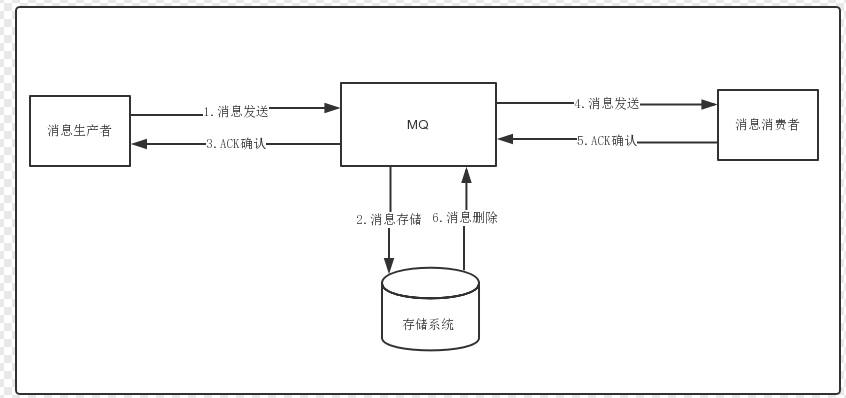 消息生产者
1.消息发送
3.ACK确认
MQ
4.消息发送
5.ACK确认
消息消费者
2.消息存储
6.消息删除
存储系统